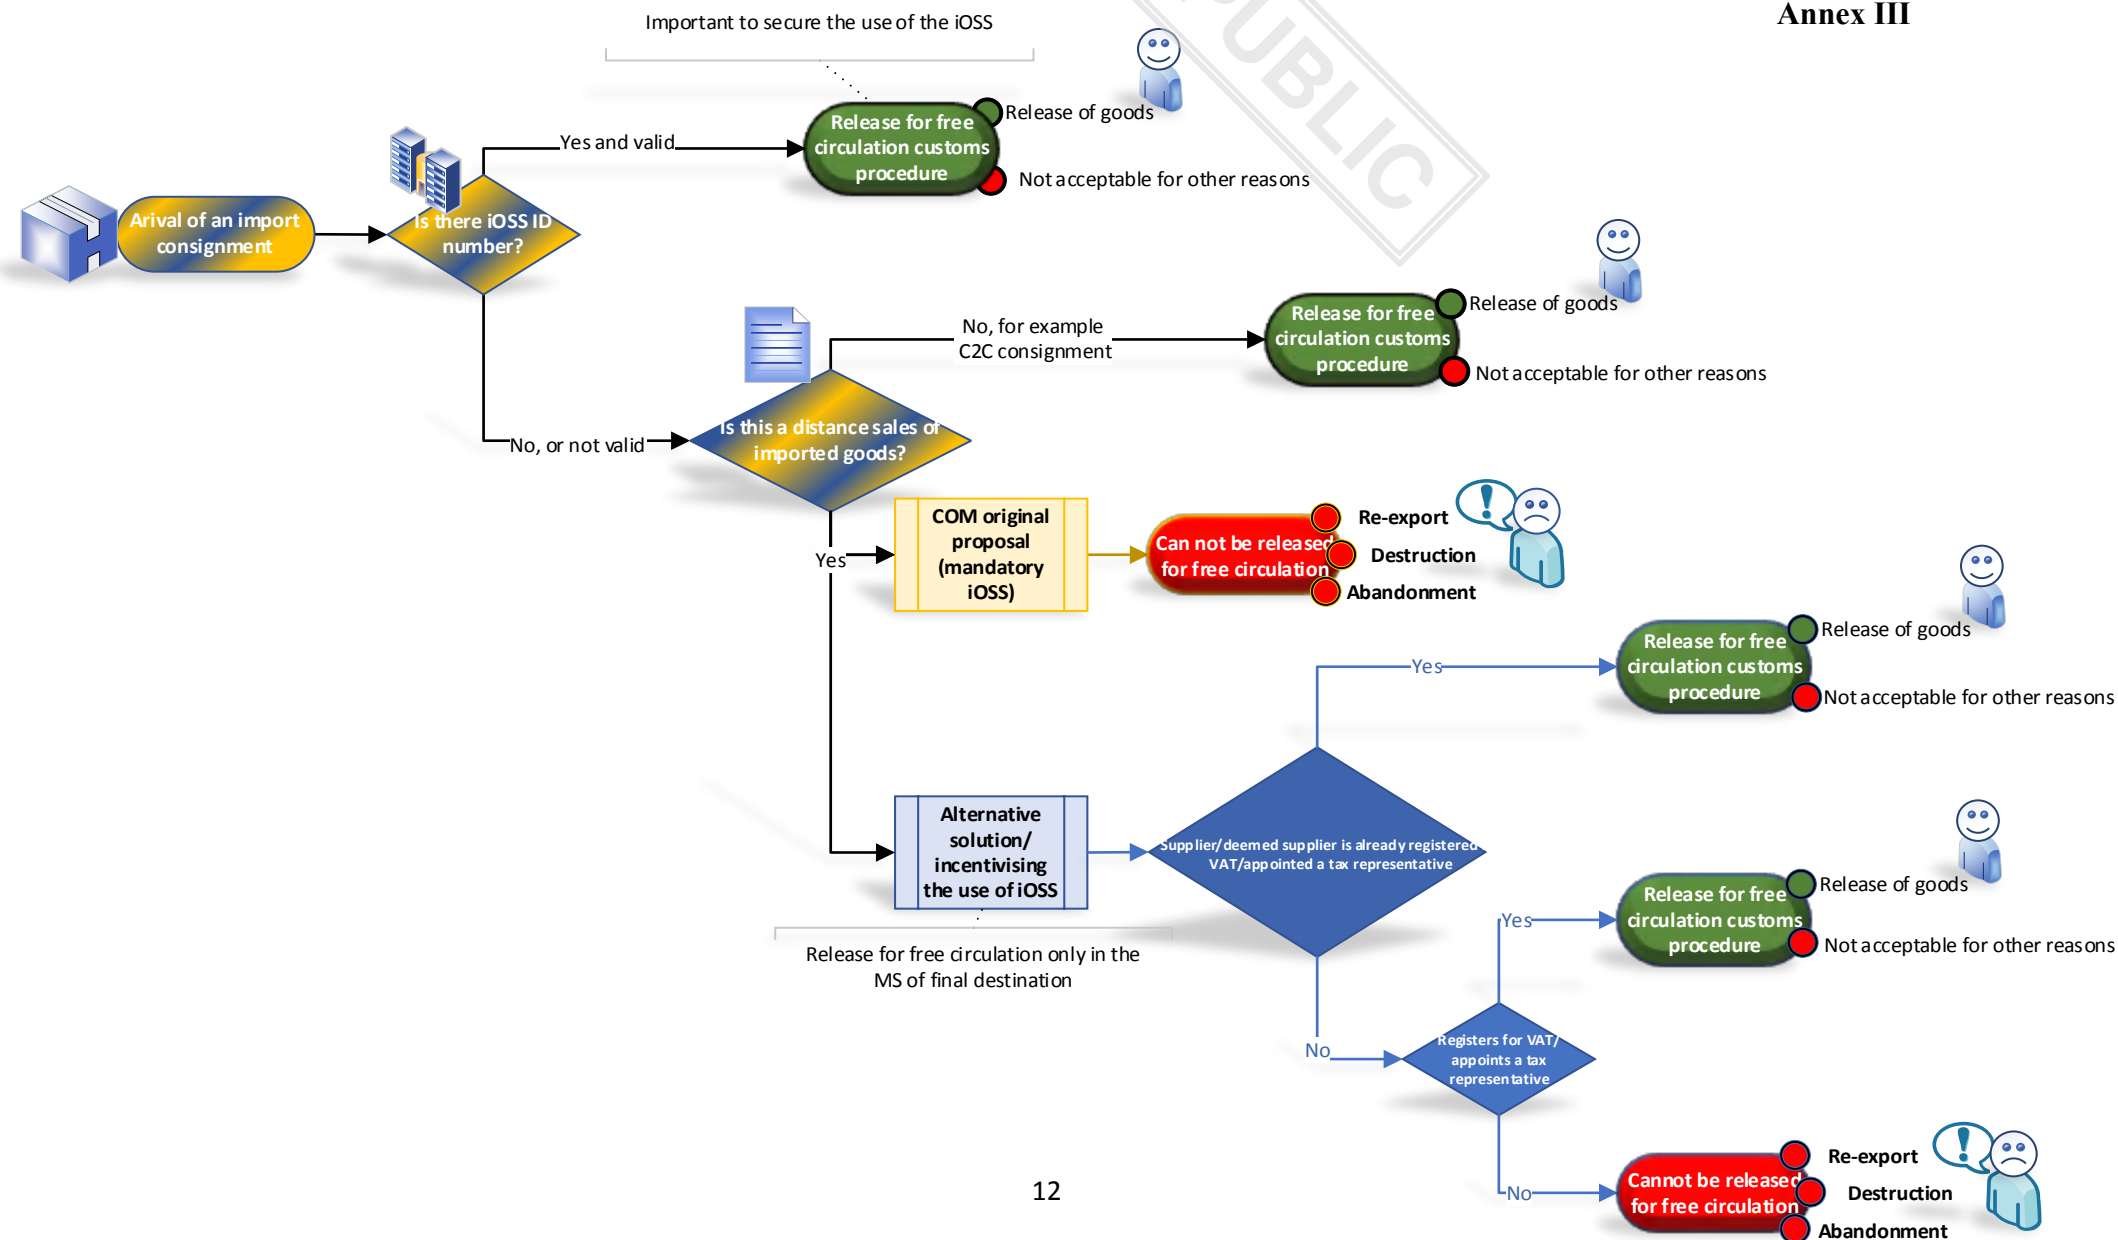 Annex III
Important to secure the use of the iOSS
PUBLIC
Release for free
circulation customs
procedure
Release of goods
Not acceptable for other reasons
Yes and valid
Arival of an import
consignment
Is there iOSS ID
number?
No, or not valid
No, for example
C2C consignment
Release for free
circulation customs
procedure
Release of goods
Not acceptable for other reasons
Is this a distance sales of
imported goods?
Yes
COM original
proposal
(mandatory
iOSS)
Can not be released
for free circulation
Re-export
Destruction
Abandonment
Alternative
solution/
incentivising
the use of iOSS
Release for free circulation only in the
MS of final destination
Supplier/deemed supplier is already registered
VAT/appointed a tax representative
Yes
Release for free
circulation customs
procedure
Release of goods
Not acceptable for other reasons
No
Registers for VAT/
appoints a tax
representative
Yes
Release for free
circulation customs
procedure
Release of goods
Not acceptable for other reasons
No
Cannot be released
for free circulation
Re-export
Destruction
Abandonment
12